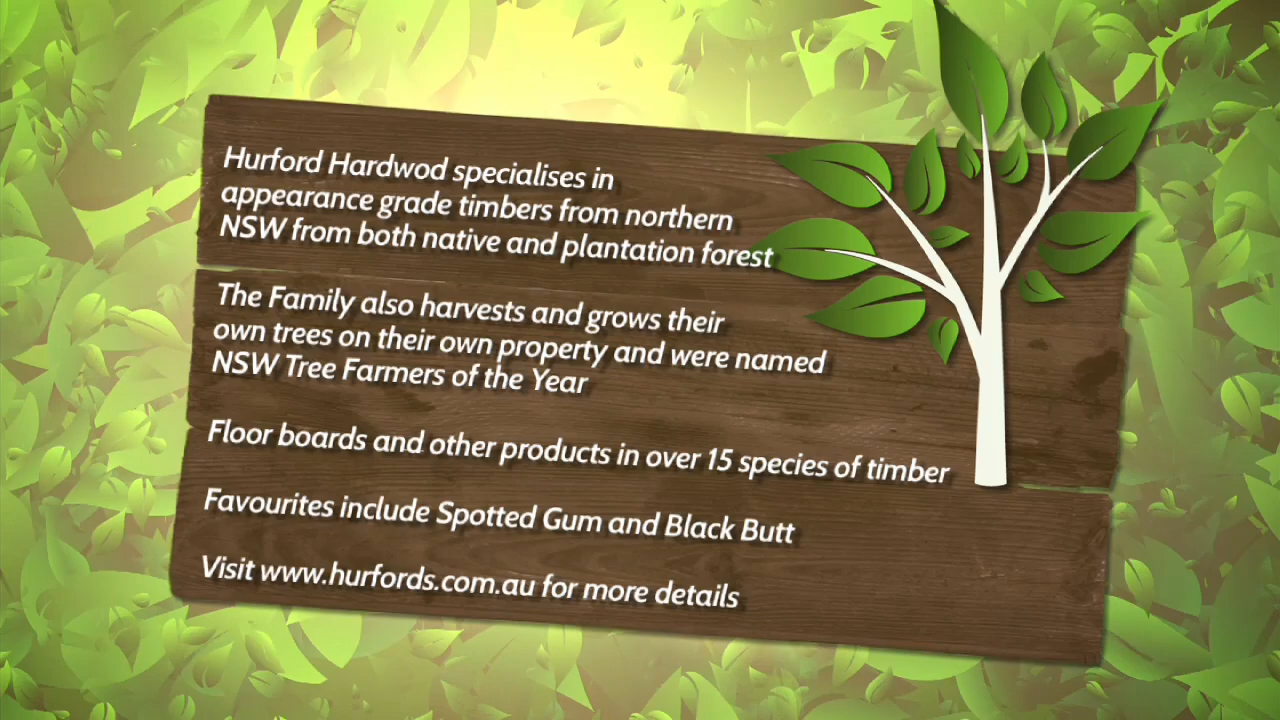 Hurford Hardwod specialises in
appearance grade timbers from northern
NSW from both native and plantation forest
The Family also harvests and grows their
own trees on their own property and were named
NSW Tree Farmers of the Year
Floor boards and other products in over 15 species of timber
Favourites include Spotted Gum and Black Butt
Visit www.hurfords.com.au for more details